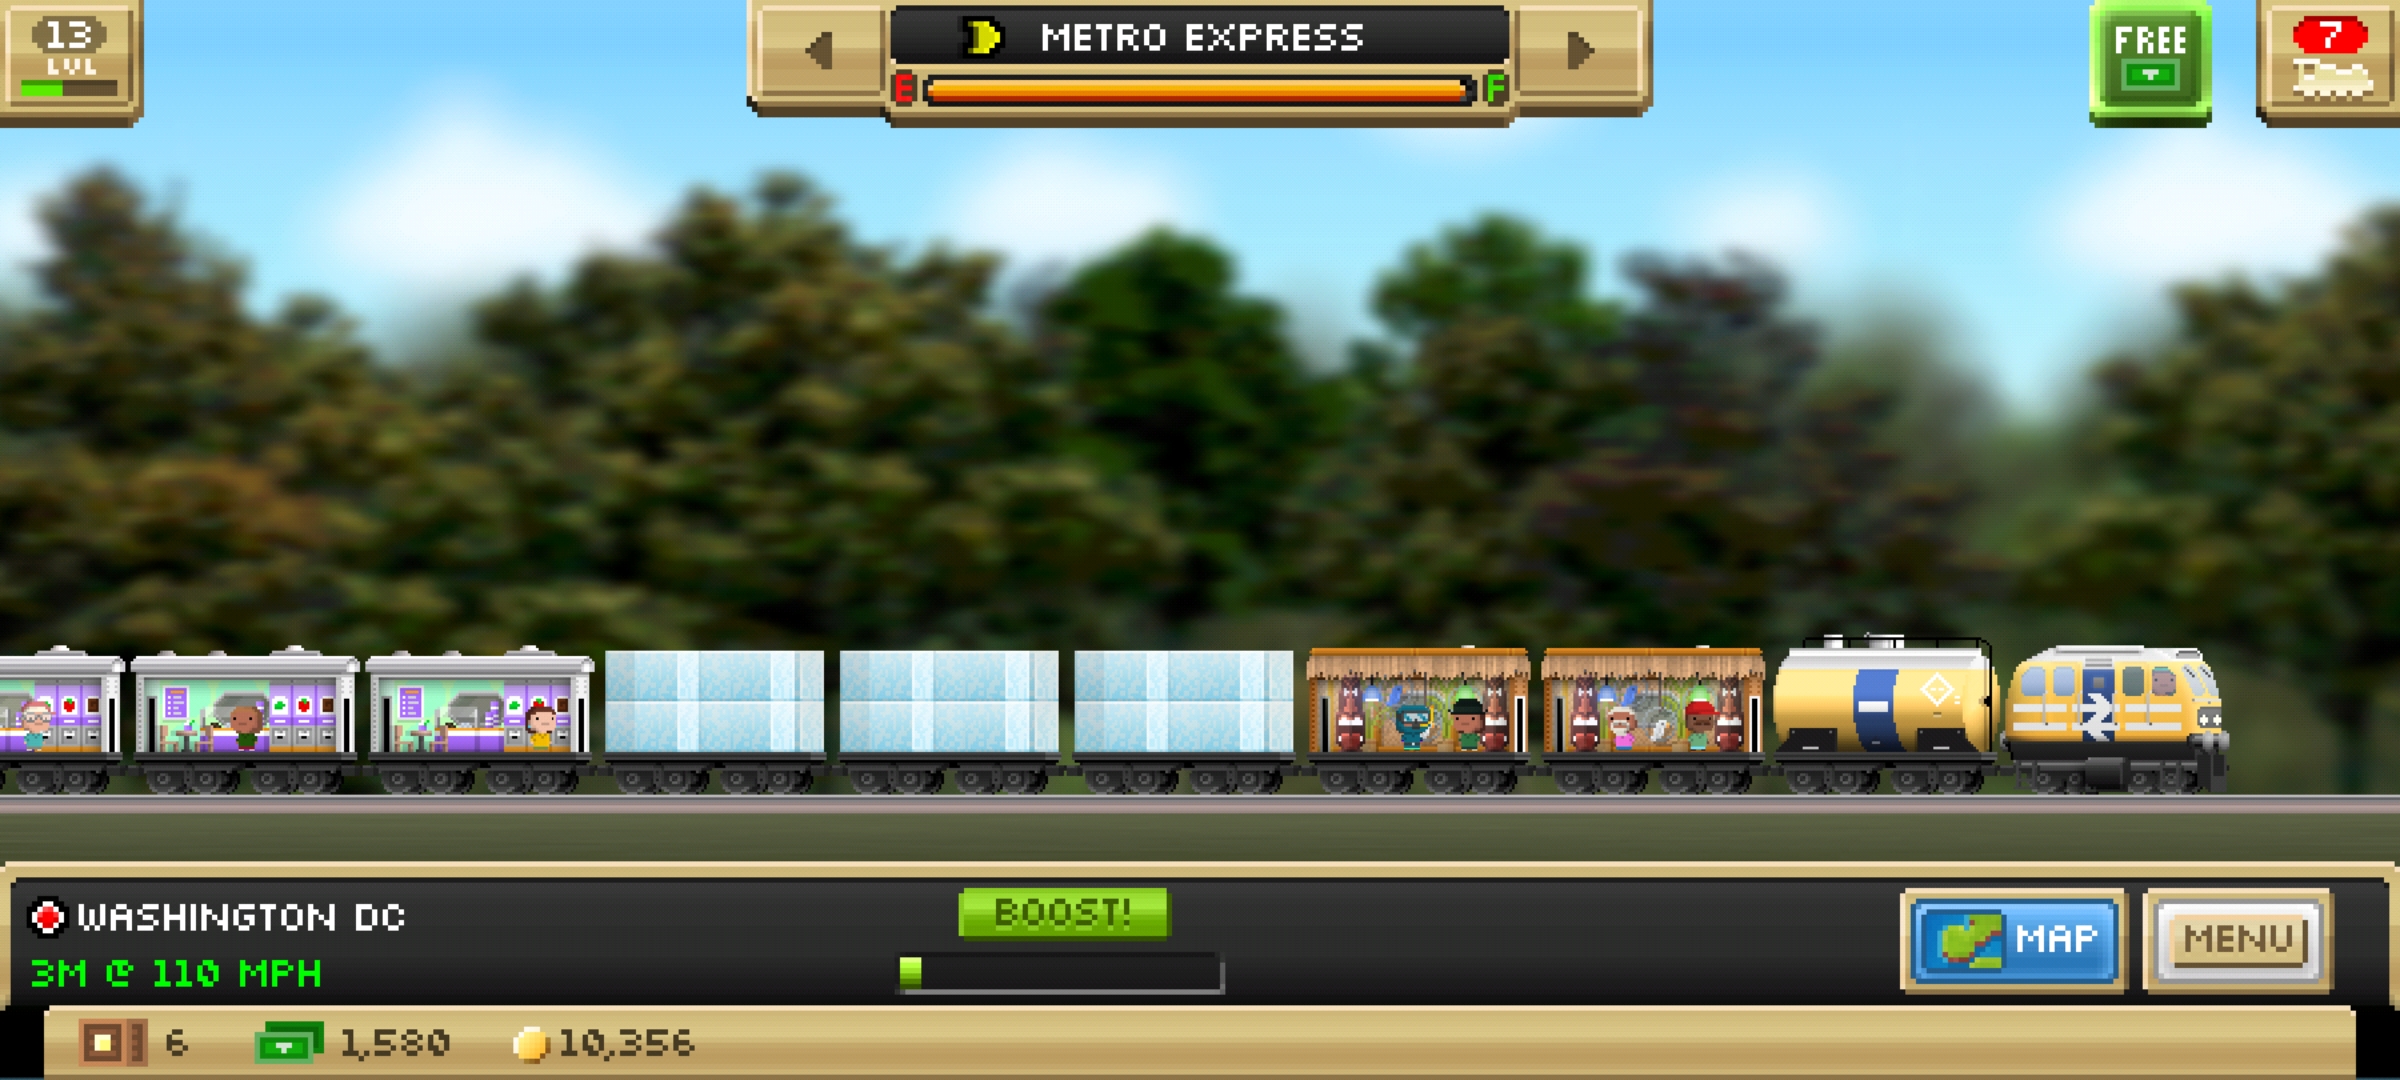 13
LVL
METRO EXPRESS
E F
FREE
7
WASHINGTON DC
3M @ 110 MPH
BOOST!
MAP
MENU
6
1,580
10,356